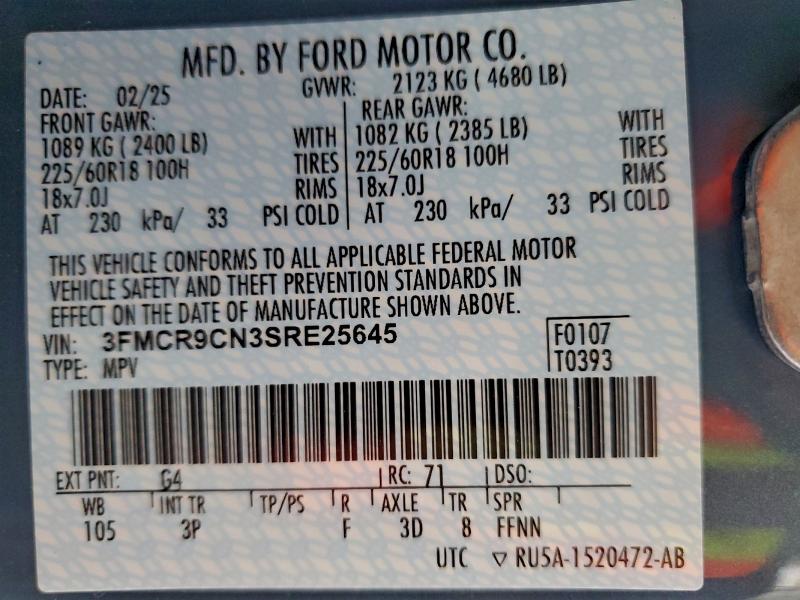 MFD. BY FORD MOTOR CO.
DATE: 02/25 GVWR: 2123 KG ( 4680 LB)
FRONT GAWR: REAR GAWR:
1089 KG ( 2400 LB) WITH 1082 KG ( 2385 LB) WITH
225/60R18 100H TIRES 225/60R18 100H TIRES
18x7.0J RIMS 18x7.0J RIMS
AT 230 kPa/ 33 PSI COLD AT 230 kPa/ 33 PSI COLD
THIS VEHICLE CONFORMS TO ALL APPLICABLE FEDERAL MOTOR
VEHICLE SAFETY AND THEFT PREVENTION STANDARDS IN
EFFECT ON THE DATE OF MANUFACTURE SHOWN ABOVE.
VIN: 3FMCR9CN3SRE25645 F0107
TYPE: MPV T0393
EXT PNT: G4 RC: 71 DSO:
WB INT TR TP/PS R AXLE TR SPR
105 3P F 3D 8 FFNN
UTC ▽ RU5A-1520472-AB